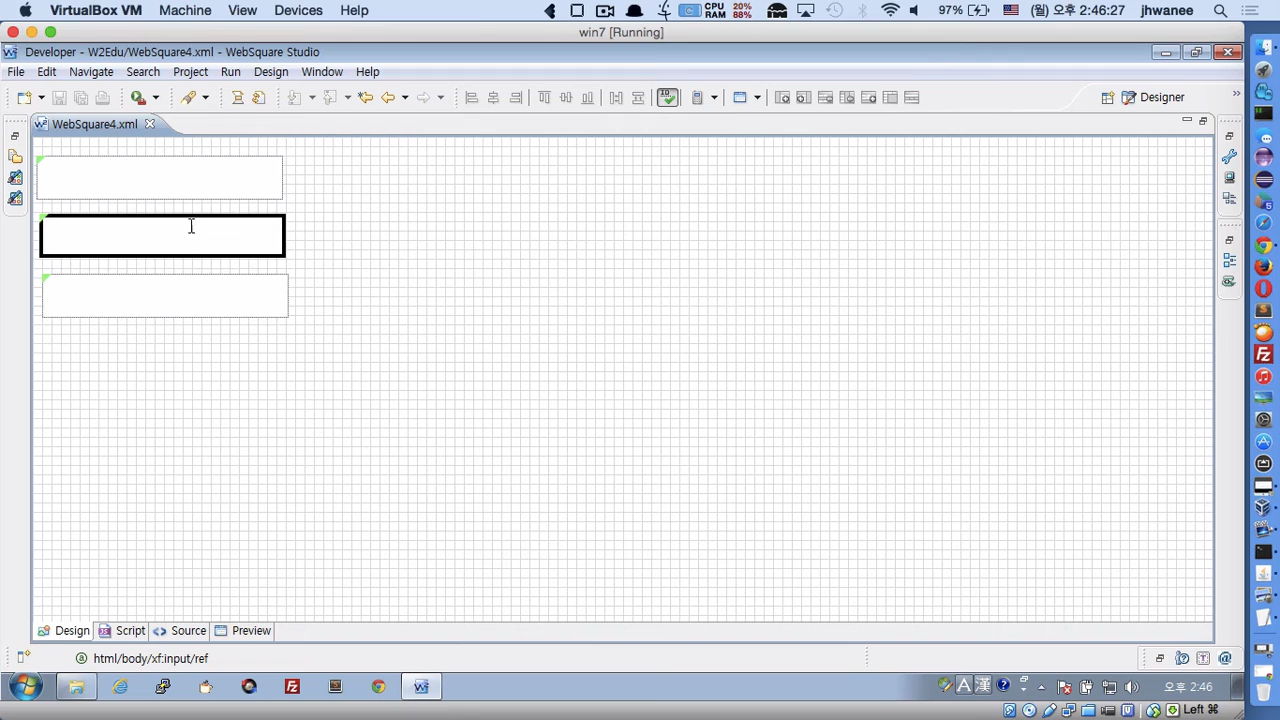 VirtualBox VM Machine View Devices Help CPU 20% RAM 88% 97% (월) 오후 2:46:27 jhwanee
win7 [Running]
Developer - W2Edu/WebSquare4.xml - WebSquare Studio
File Edit Navigate Search Project Run Design Window Help
Designer
WebSquare4.xml
Design Script Source Preview
html/body/xf:input/ref
A 漢 오후 2:46
Left ⌘